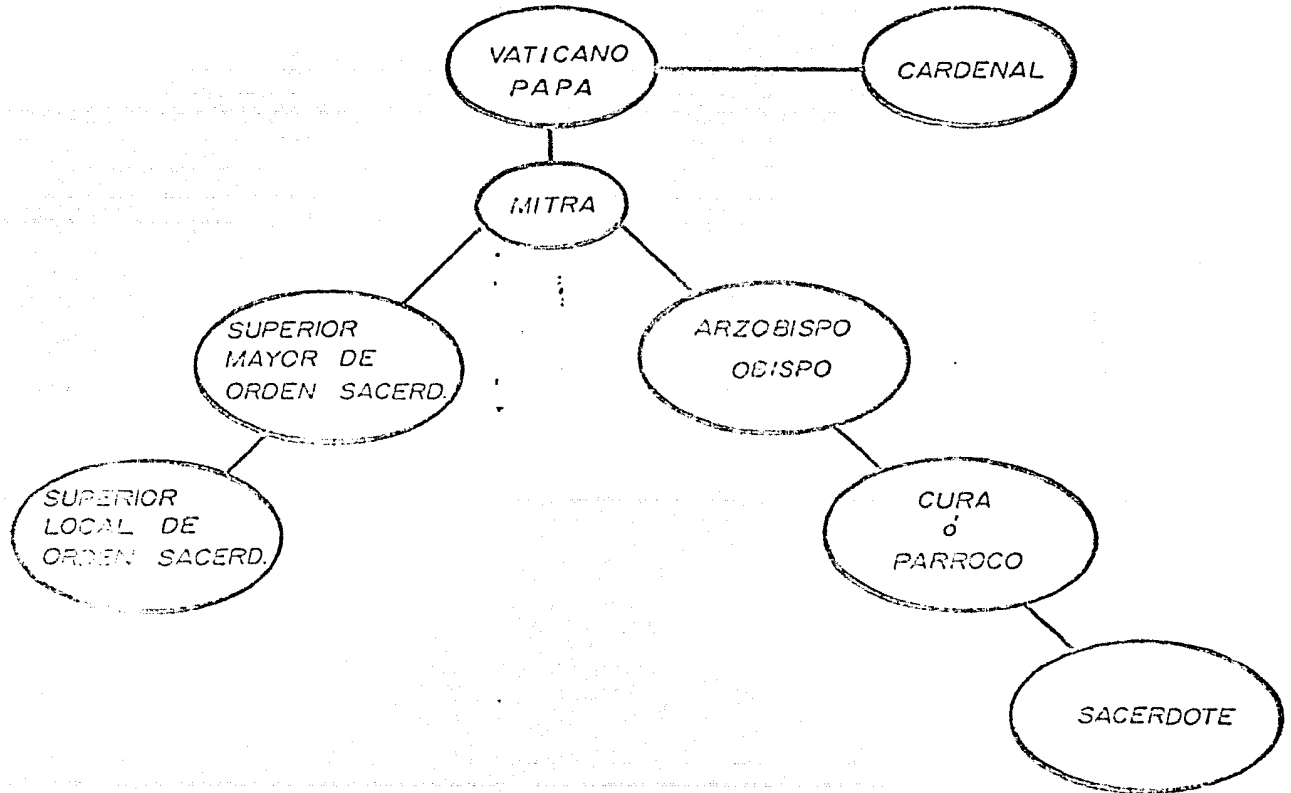 VATICANO
PAPA
CARDENAL
MITRA
SUPERIOR
MAYOR DE
ORDEN SACERD.
ARZOBISPO
OBISPO
SUPERIOR
LOCAL DE
ORDEN SACERD.
CURA
ó
PARROCO
SACERDOTE